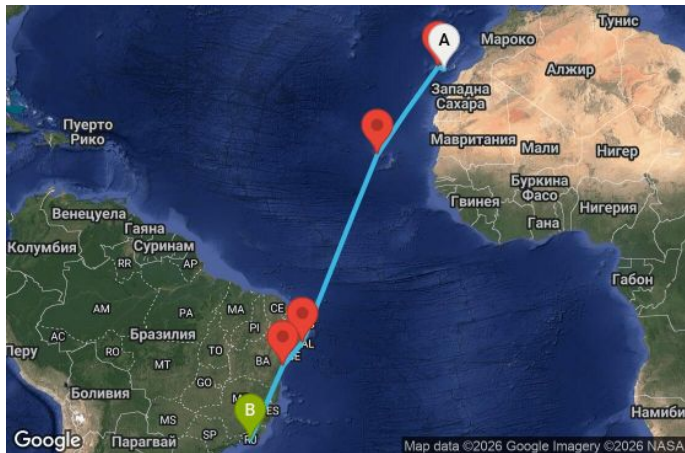 Тунис
A
Мароко
Алжир
Западна
Сахара
Пуерто
Рико
Мавритания
Мали
Нигер
Буркина
Фасо
Гвинея
Нигерия
Гана
Венецуела
Гаяна
Суринам
Колумбия
RR
AP
Габон
AM
PA
MA
CE
PI
AL
AC
Бразилия
TO
RO
BA
SE
Перу
MT
GO
Боливия
ES
MS
B
SP
RJ
Намиби
Парагвай
Google
Map data ©2026 Google Imagery ©2026 NASA